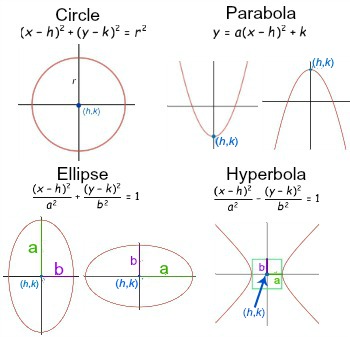 Circle
(x – h)² + (y – k)² = r²
r
(h,k)
Parabola
y = a(x – h)² + k
(h,k)
(h,k)
Ellipse
(x – h)²/a² + (y – k)²/b² = 1
a
b
(h,k)
b
a
(h,k)
Hyperbola
(x – h)²/a² – (y – k)²/b² = 1
b
a
(h,k)